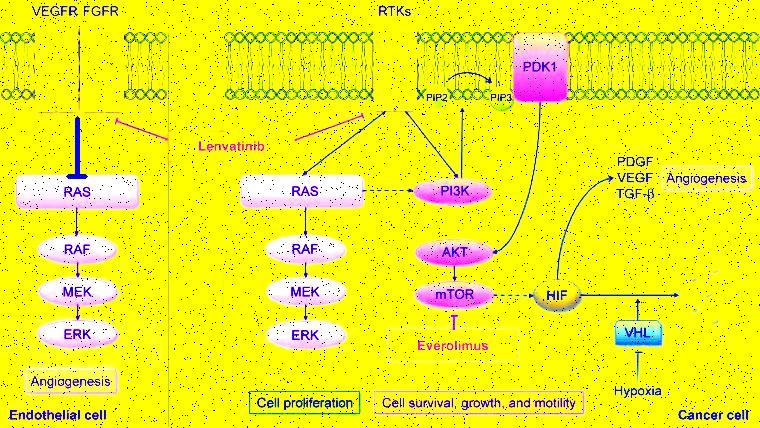 VEGFR FGFR
RTKs
PDK1
PIP2
PIP3
Lenvatinib
PDGF
VEGF
TGF-β
Angiogenesis
RAS
RAS
PI3K
RAF
RAF
AKT
MEK
MEK
mTOR
HIF
ERK
ERK
VHL
Everolimus
Angiogenesis
Hypoxia
Cell proliferation
Cell survival, growth, and motility
Endothelial cell
Cancer cell